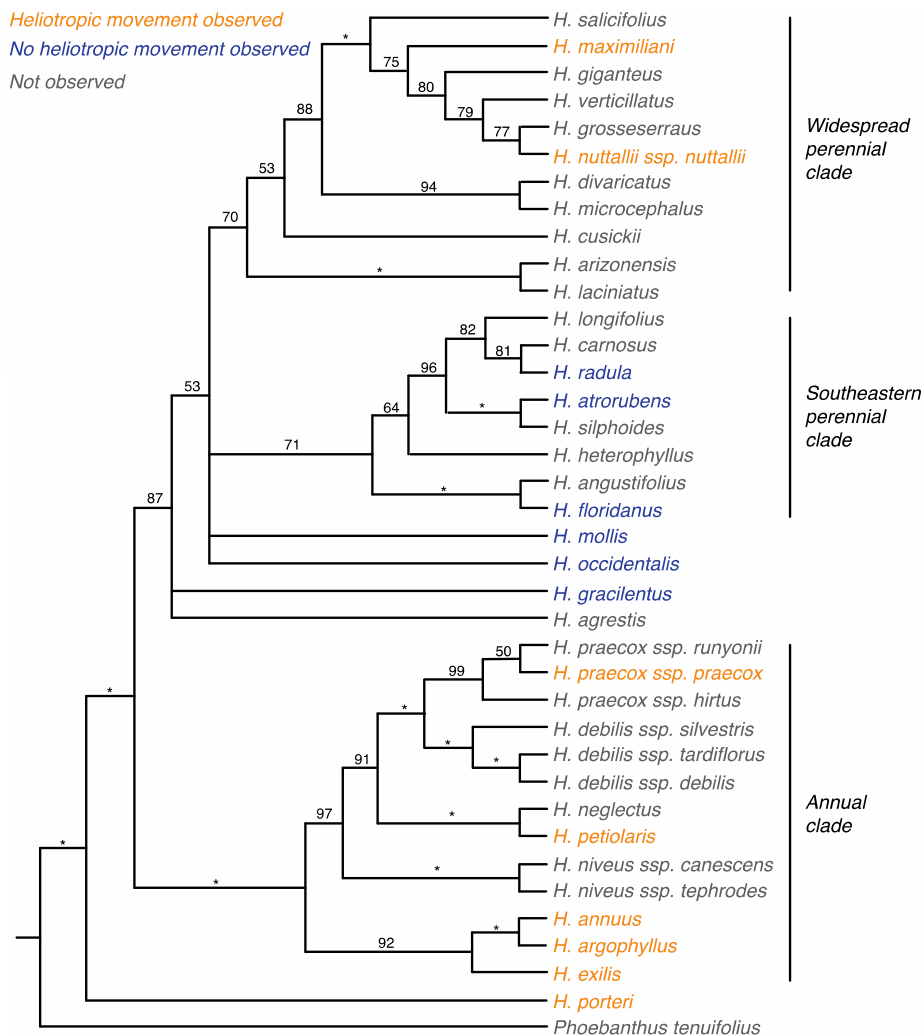 Heliotropic movement observed
No heliotropic movement observed
Not observed
H. salicifolius
*
H. maximiliani
75
H. giganteus
80
H. verticillatus
79
88
H. grosseserraus
77
H. nuttallii ssp. nuttallii
Widespread
perennial
clade
53
H. divaricatus
94
H. microcephalus
70
H. cusickii
H. arizonensis
*
H. laciniatus
H. longifolius
82
H. carnosus
81
H. radula
96
53
H. atrorubens
*
64
H. silphoides
Southeastern
perennial
clade
71
H. heterophyllus
H. angustifolius
*
87
H. floridanus
H. mollis
H. occidentalis
H. gracilentus
H. agrestis
H. praecox ssp. runyonii
50
H. praecox ssp. praecox
99
*
H. praecox ssp. hirtus
*
H. debilis ssp. silvestris
*
H. debilis ssp. tardiflorus
*
91
H. debilis ssp. debilis
H. neglectus
*
97
H. petiolaris
Annual
clade
*
H. niveus ssp. canescens
*
*
H. niveus ssp. tephrodes
H. annuus
*
92
H. argophyllus
H. exilis
H. porteri
Phoebanthus tenuifolius